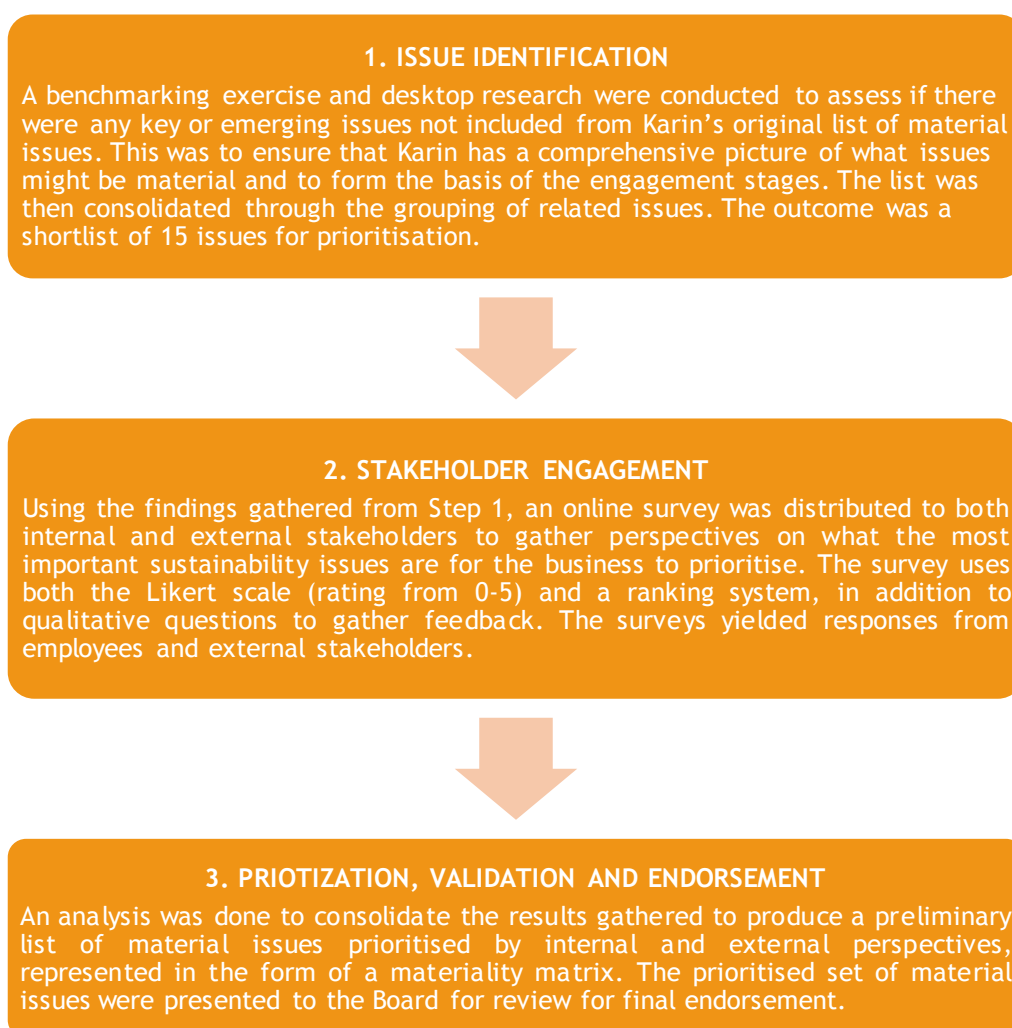 1. ISSUE IDENTIFICATION
A benchmarking exercise and desktop research were conducted to assess if there
were any key or emerging issues not included from Karin’s original list of material
issues. This was to ensure that Karin has a comprehensive picture of what issues
might be material and to form the basis of the engagement stages. The list was
then consolidated through the grouping of related issues. The outcome was a
shortlist of 15 issues for prioritisation.
2. STAKEHOLDER ENGAGEMENT
Using the findings gathered from Step 1, an online survey was distributed to both
internal and external stakeholders to gather perspectives on what the most
important sustainability issues are for the business to prioritise. The survey uses
both the Likert scale (rating from 0-5) and a ranking system, in addition to
qualitative questions to gather feedback. The surveys yielded responses from
employees and external stakeholders.
3. PRIOTIZATION, VALIDATION AND ENDORSEMENT
An analysis was done to consolidate the results gathered to produce a preliminary
list of material issues prioritised by internal and external perspectives,
represented in the form of a materiality matrix. The prioritised set of material
issues were presented to the Board for review for final endorsement.